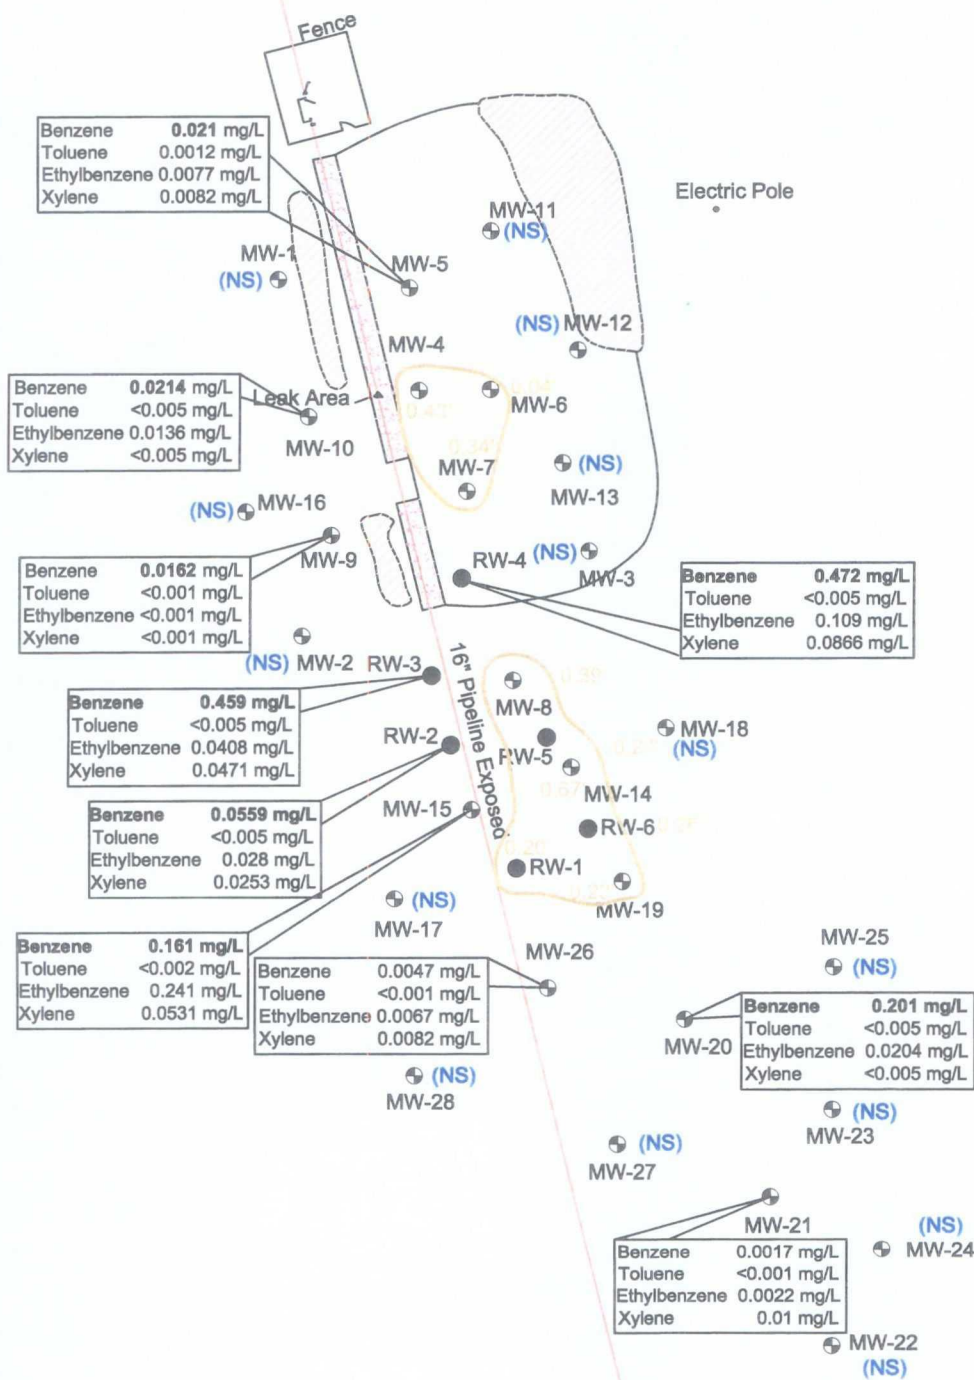 Fence
Benzene 0.021 mg/L
Toluene 0.0012 mg/L
Ethylbenzene 0.0077 mg/L
Xylene 0.0082 mg/L
Electric Pole
MW-11
(NS)
MW-1
(NS)
MW-5
(NS) MW-12
MW-4
Benzene 0.0214 mg/L
Toluene <0.005 mg/L
Ethylbenzene 0.0136 mg/L
Xylene <0.005 mg/L
Leak Area
MW-10
MW-6
0.34'
MW-7
(NS)
MW-13
(NS) MW-16
MW-9
RW-4
(NS)
MW-3
Benzene 0.0162 mg/L
Toluene <0.001 mg/L
Ethylbenzene <0.001 mg/L
Xylene <0.001 mg/L
Benzene 0.472 mg/L
Toluene <0.005 mg/L
Ethylbenzene 0.109 mg/L
Xylene 0.0866 mg/L
(NS) MW-2
RW-3
16" Pipeline Exposed
MW-8
Benzene 0.459 mg/L
Toluene <0.005 mg/L
Ethylbenzene 0.0408 mg/L
Xylene 0.0471 mg/L
RW-2
RW-5
MW-18
(NS)
MW-14
MW-15
Benzene 0.0559 mg/L
Toluene <0.005 mg/L
Ethylbenzene 0.028 mg/L
Xylene 0.0253 mg/L
RW-6
RW-1
MW-19
(NS)
MW-17
Benzene 0.161 mg/L
Toluene <0.002 mg/L
Ethylbenzene 0.241 mg/L
Xylene 0.0531 mg/L
MW-26
Benzene 0.0047 mg/L
Toluene <0.001 mg/L
Ethylbenzene 0.0067 mg/L
Xylene 0.0082 mg/L
MW-25
(NS)
MW-20
Benzene 0.201 mg/L
Toluene <0.005 mg/L
Ethylbenzene 0.0204 mg/L
Xylene <0.005 mg/L
(NS)
MW-28
(NS)
MW-23
(NS)
MW-27
MW-21
Benzene 0.0017 mg/L
Toluene <0.001 mg/L
Ethylbenzene 0.0022 mg/L
Xylene 0.01 mg/L
(NS)
MW-24
MW-22
(NS)